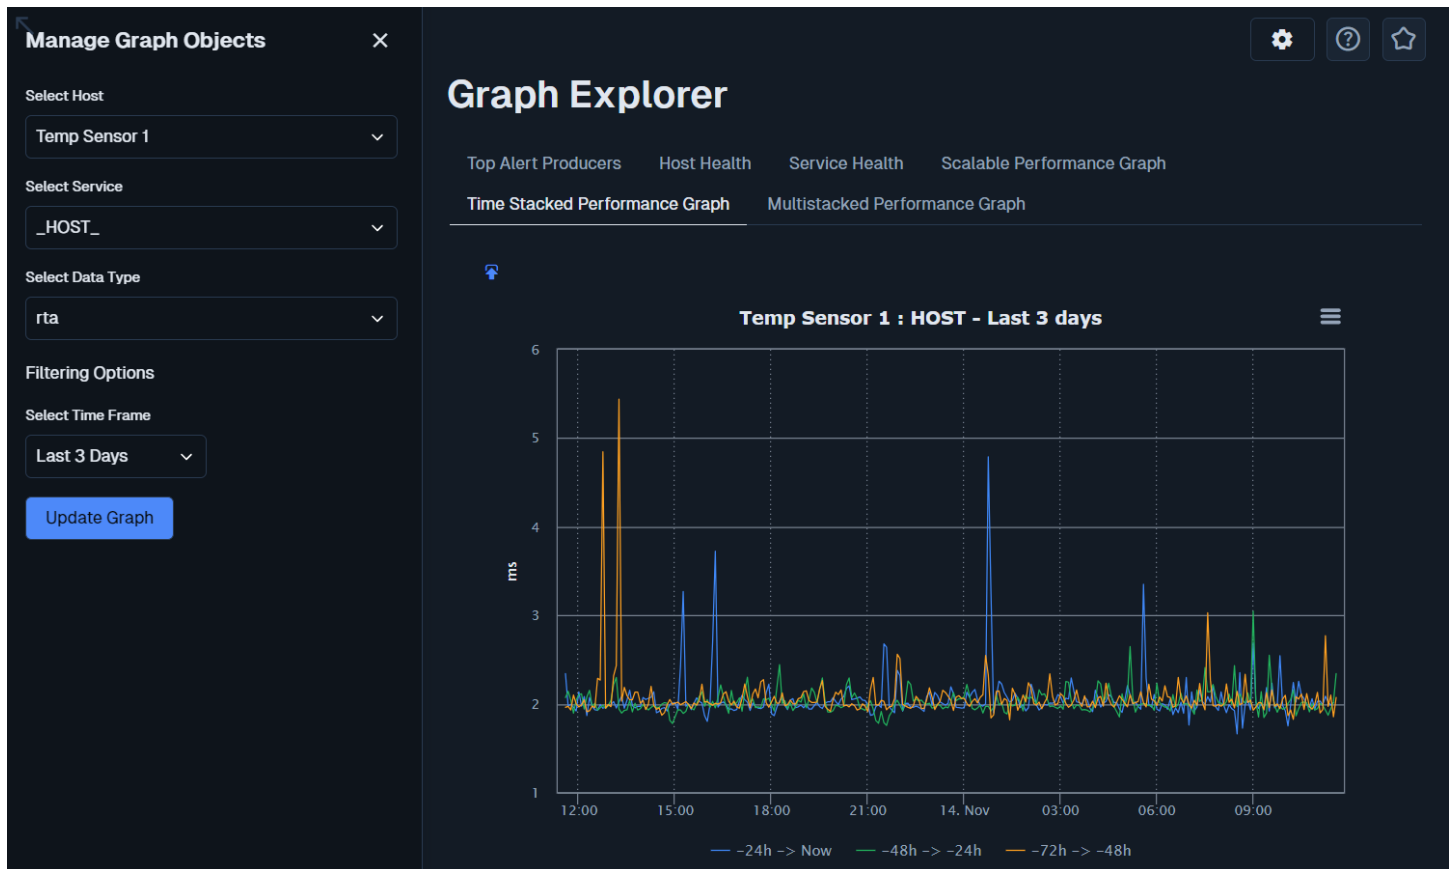 Manage Graph Objects
Select Host
Temp Sensor 1
Select Service
_HOST_
Select Data Type
rta
Filtering Options
Select Time Frame
Last 3 Days
Update Graph
Graph Explorer
Top Alert Producers Host Health Service Health Scalable Performance Graph
Time Stacked Performance Graph Multistacked Performance Graph
Temp Sensor 1 : HOST - Last 3 days
6
5
4
ms
3
2
1
12:00 15:00 18:00 21:00 14. Nov 03:00 06:00 09:00
-24h -> Now -48h -> -24h -72h -> -48h